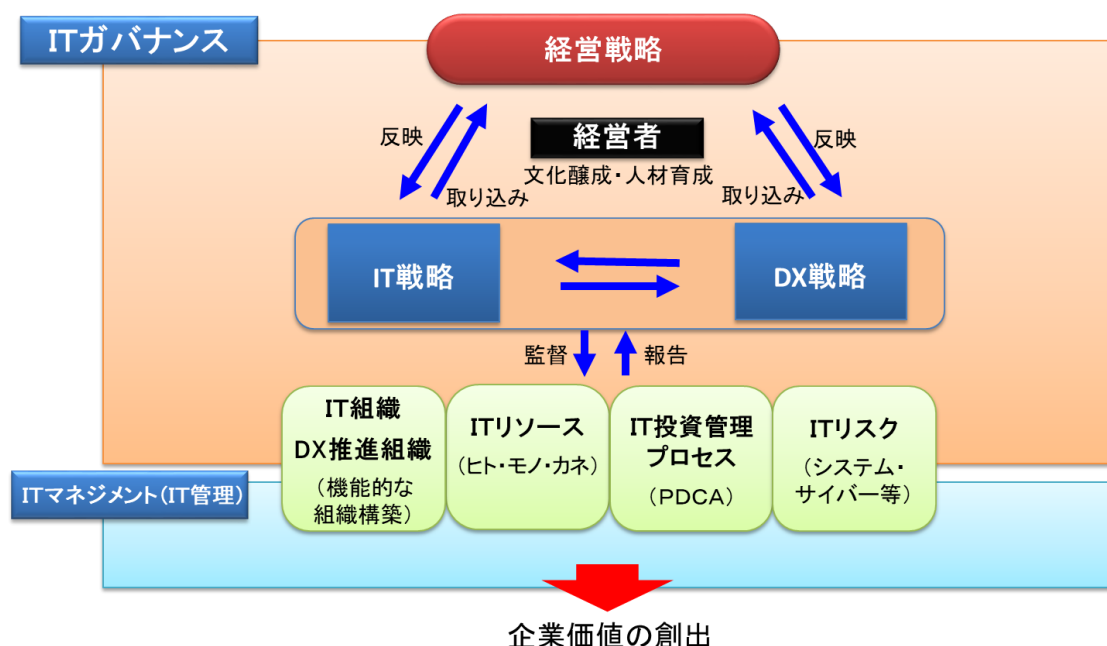 ITガバナンス
経営戦略
反映
経営者
反映
文化醸成・人材育成
取り込み
取り込み
IT戦略
DX戦略
監督
報告
IT組織
DX推進組織
(機能的な
組織構築)
ITリソース
(ヒト・モノ・カネ)
IT投資管理
プロセス
(PDCA)
ITリスク
(システム・
サイバー等)
ITマネジメント(IT管理)
企業価値の創出